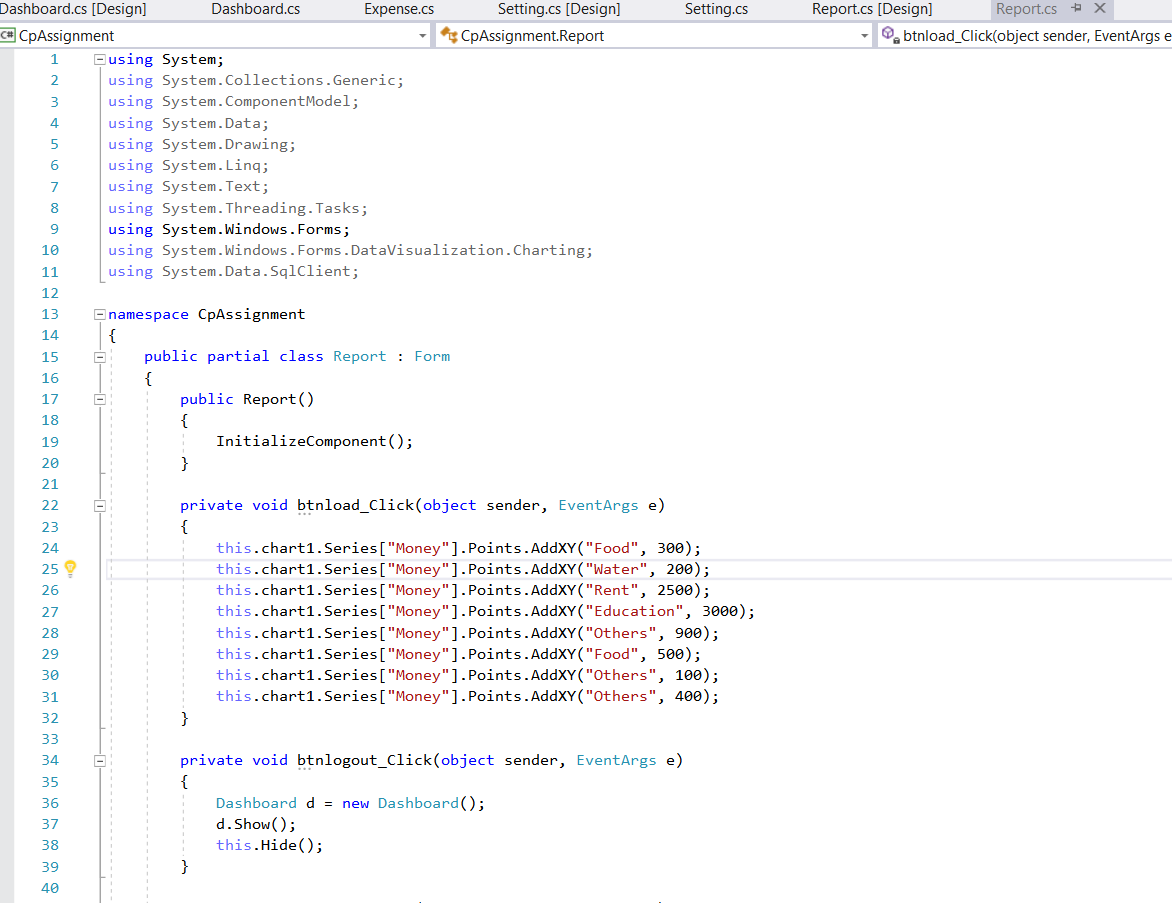 Dashboard.cs [Design] Dashboard.cs Expense.cs Setting.cs [Design] Setting.cs Report.cs [Design] Report.cs
C# CpAssignment CpAssignment.Report btnload_Click(object sender, EventArgs e
1 using System;
2 using System.Collections.Generic;
3 using System.ComponentModel;
4 using System.Data;
5 using System.Drawing;
6 using System.Linq;
7 using System.Text;
8 using System.Threading.Tasks;
9 using System.Windows.Forms;
10 using System.Windows.Forms.DataVisualization.Charting;
11 using System.Data.SqlClient;
12
13 namespace CpAssignment
14 {
15 public partial class Report : Form
16 {
17 public Report()
18 {
19 InitializeComponent();
20 }
21
22 private void btnload_Click(object sender, EventArgs e)
23 {
24 this.chart1.Series["Money"].Points.AddXY("Food", 300);
25 this.chart1.Series["Money"].Points.AddXY("Water", 200);
26 this.chart1.Series["Money"].Points.AddXY("Rent", 2500);
27 this.chart1.Series["Money"].Points.AddXY("Education", 3000);
28 this.chart1.Series["Money"].Points.AddXY("Others", 900);
29 this.chart1.Series["Money"].Points.AddXY("Food", 500);
30 this.chart1.Series["Money"].Points.AddXY("Others", 100);
31 this.chart1.Series["Money"].Points.AddXY("Others", 400);
32 }
33
34 private void btnlogout_Click(object sender, EventArgs e)
35 {
36 Dashboard d = new Dashboard();
37 d.Show();
38 this.Hide();
39 }
40